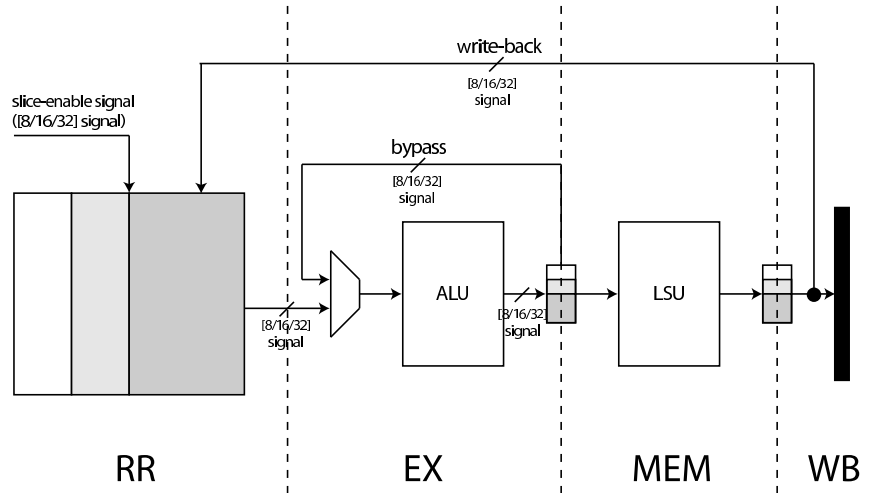 write-back
[8/16/32]
signal
slice-enable signal
([8/16/32] signal)
bypass
[8/16/32]
signal
ALU
LSU
[8/16/32]
signal
[8/16/32]
signal
RR
EX
MEM
WB